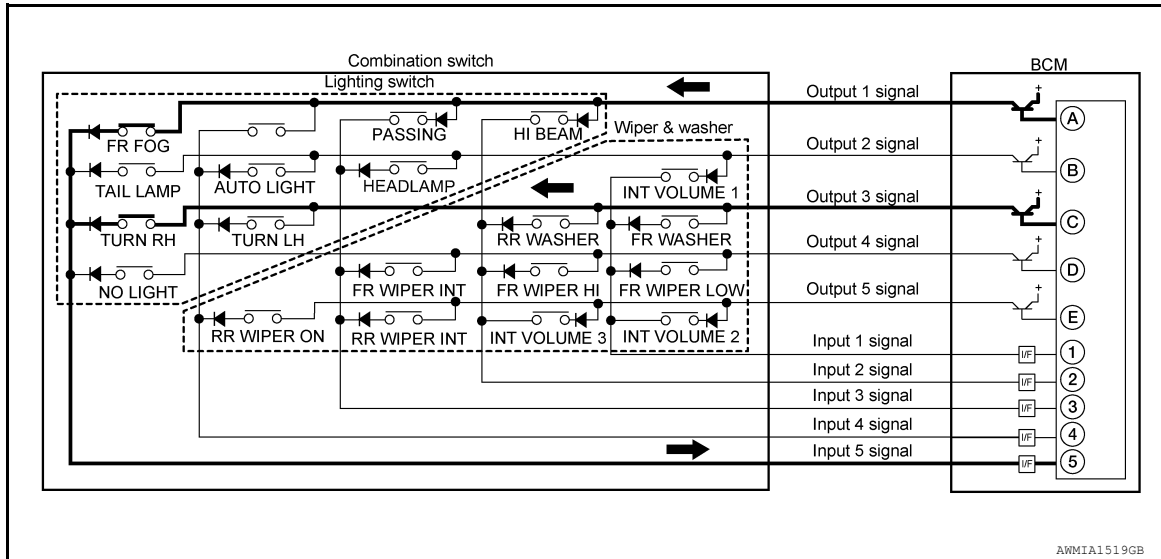 Combination switch
BCM
Lighting switch
Output 1 signal
+
A
FR FOG
PASSING
HI BEAM
Wiper & washer
Output 2 signal
+
B
TAIL LAMP
AUTO LIGHT
HEADLAMP
INT VOLUME 1
Output 3 signal
+
C
TURN RH
TURN LH
RR WASHER
FR WASHER
Output 4 signal
+
D
NO LIGHT
FR WIPER INT
FR WIPER HI
FR WIPER LOW
Output 5 signal
+
E
RR WIPER ON
RR WIPER INT
INT VOLUME 3
INT VOLUME 2
Input 1 signal
I/F
1
Input 2 signal
I/F
2
Input 3 signal
I/F
3
Input 4 signal
I/F
4
Input 5 signal
I/F
5
AWMIA1519GB